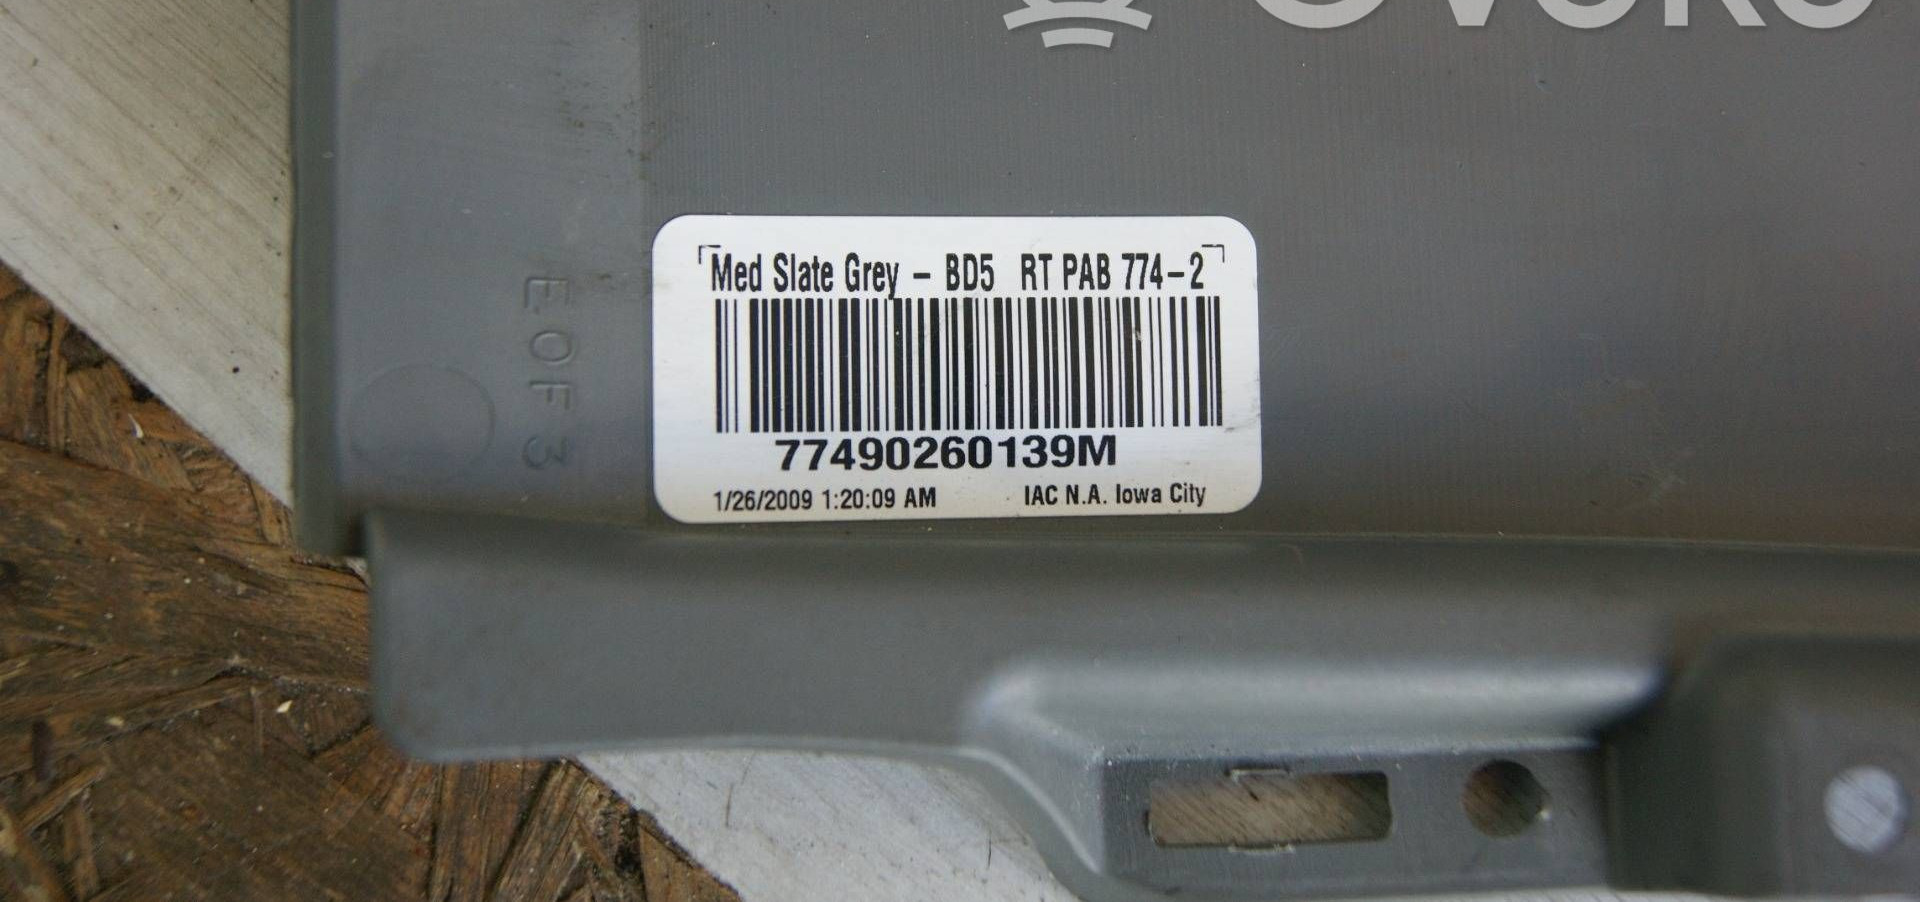 Med Slate Grey - BD5 RT PAB 774-2
77490260139M
1/26/2009 1:20:09 AM IAC N.A. Iowa City
EOF3